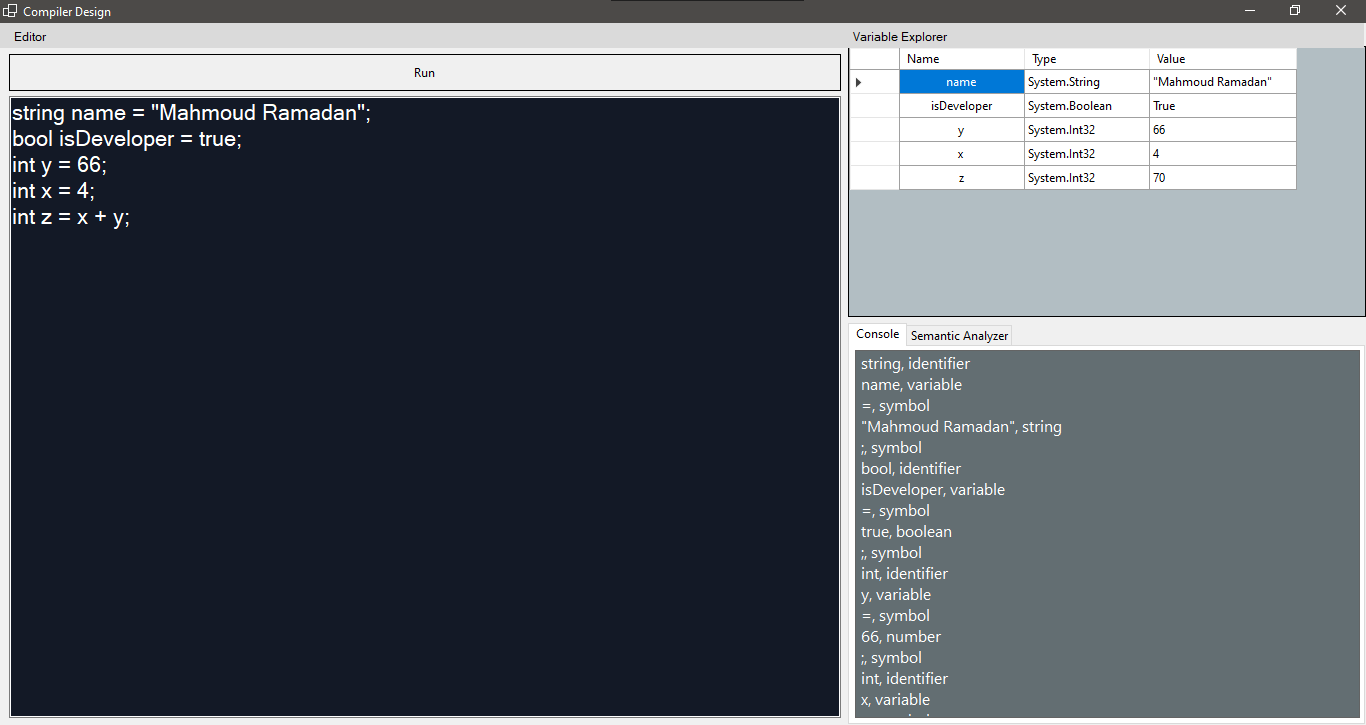 Compiler Design
Editor
Run
string name = "Mahmoud Ramadan";
bool isDeveloper = true;
int y = 66;
int x = 4;
int z = x + y;
Variable Explorer
Name Type Value
name System.String "Mahmoud Ramadan"
isDeveloper System.Boolean True
y System.Int32 66
x System.Int32 4
z System.Int32 70
Console Semantic Analyzer
string, identifier
name, variable
=, symbol
"Mahmoud Ramadan", string
;, symbol
bool, identifier
isDeveloper, variable
=, symbol
true, boolean
;, symbol
int, identifier
y, variable
=, symbol
66, number
;, symbol
int, identifier
x, variable